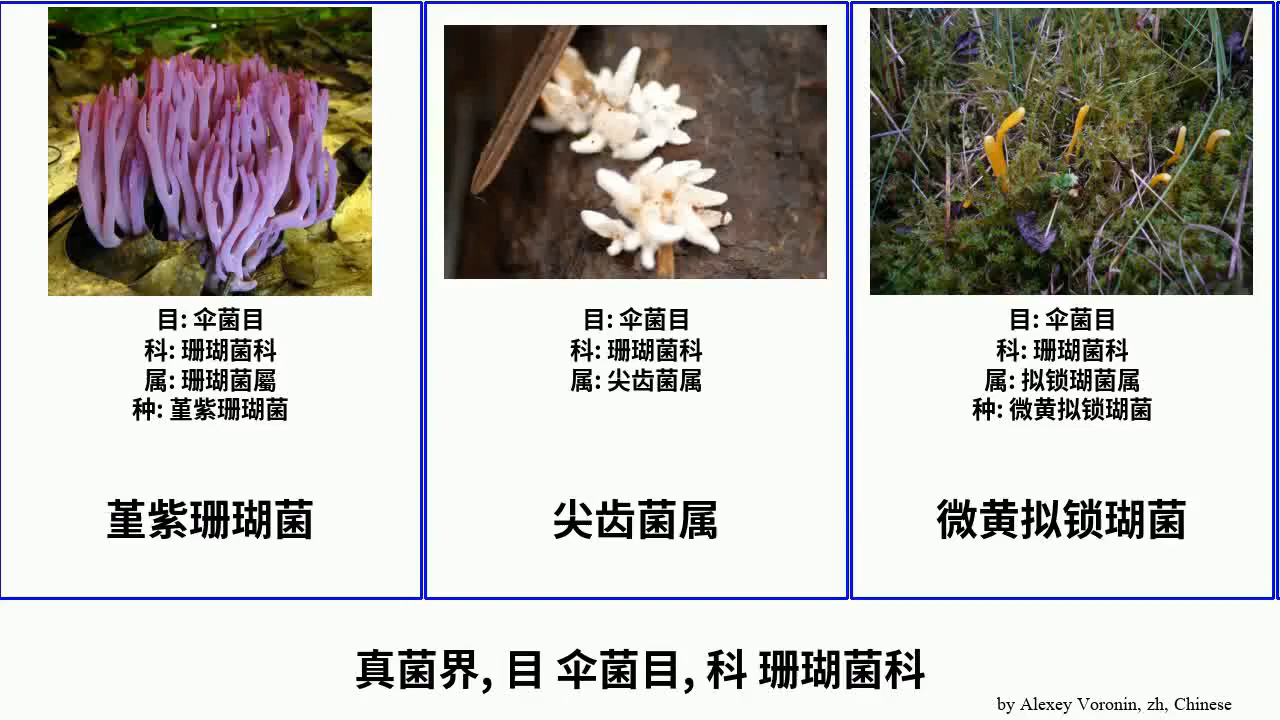 目: 伞菌目
科: 珊瑚菌科
属: 珊瑚菌屬
种: 堇紫珊瑚菌
堇紫珊瑚菌
目: 伞菌目
科: 珊瑚菌科
属: 尖齿菌属
尖齿菌属
目: 伞菌目
科: 珊瑚菌科
属: 拟锁瑚菌属
种: 微黄拟锁瑚菌
微黄拟锁瑚菌
真菌界, 目 伞菌目, 科 珊瑚菌科
by Alexey Voronin, zh, Chinese